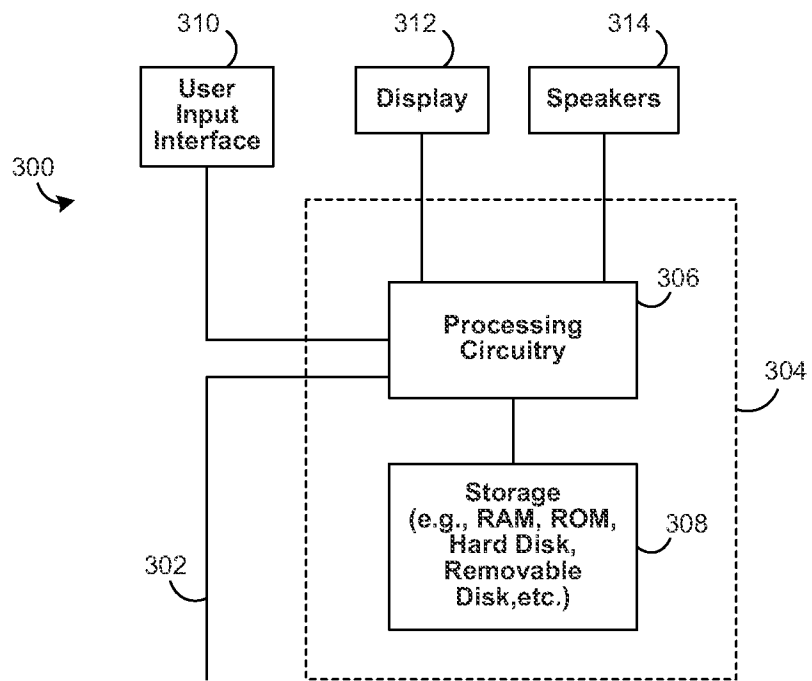 310
312
314
User
Input
Interface
Display
Speakers
300
306
Processing
Circuitry
304
Storage
(e.g., RAM, ROM,
Hard Disk,
Removable
Disk,etc.)
308
302